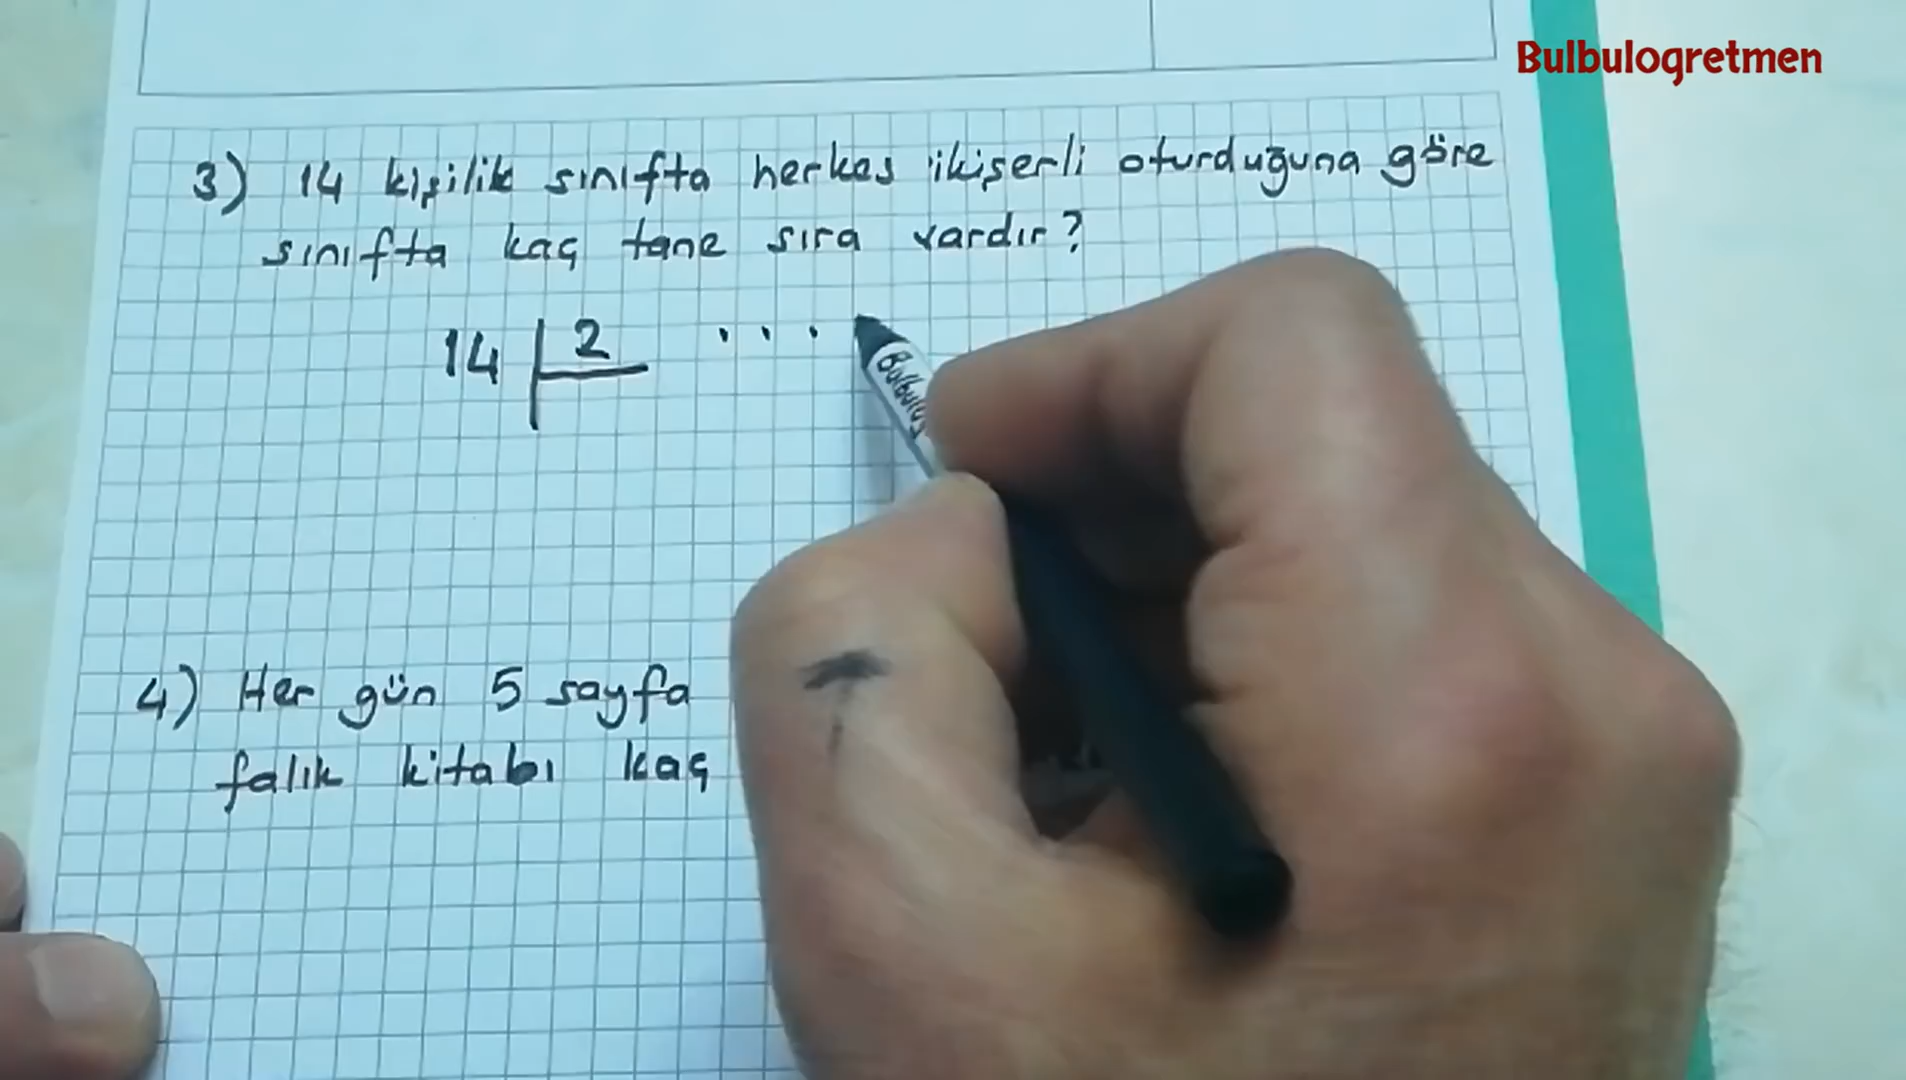 Bulbulogretmen
3) 14 kişilik sınıfta herkes ikişerli oturduğuna göre
sınıfta kaç tane sıra vardır?
14 2
4) Her gün 5 sayfa
falık kitabı kaç